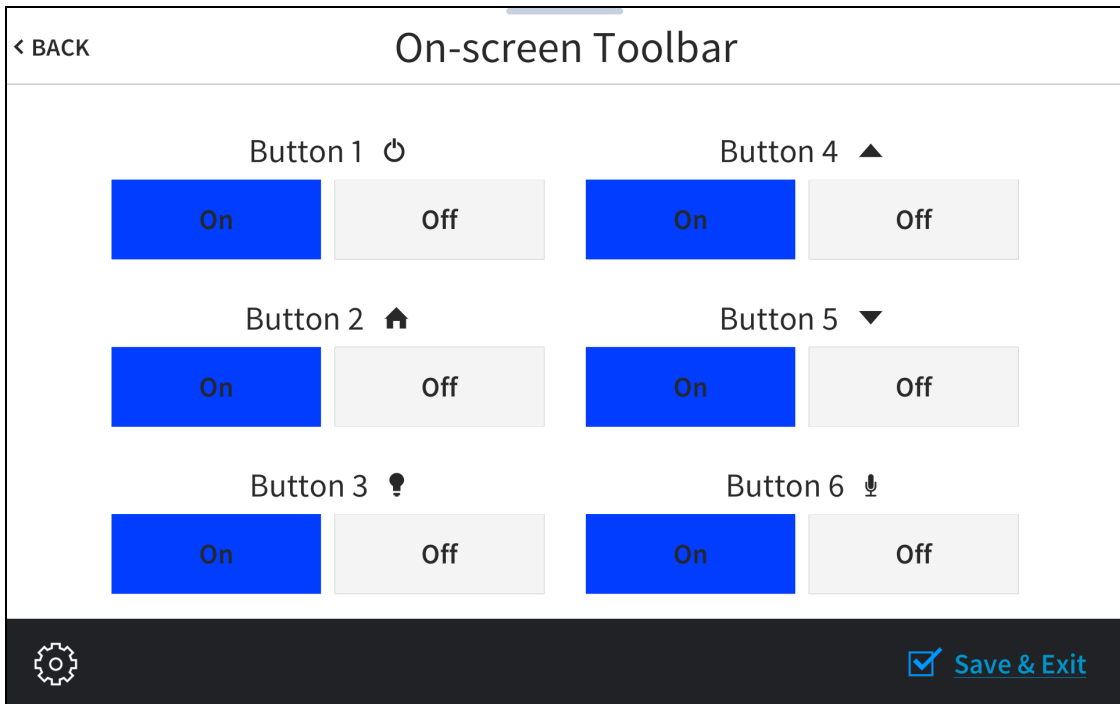 < BACK
On-screen Toolbar
Button 1
Button 4
On
Off
On
Off
Button 2
Button 5
On
Off
On
Off
Button 3
Button 6
On
Off
On
Off
Save & Exit